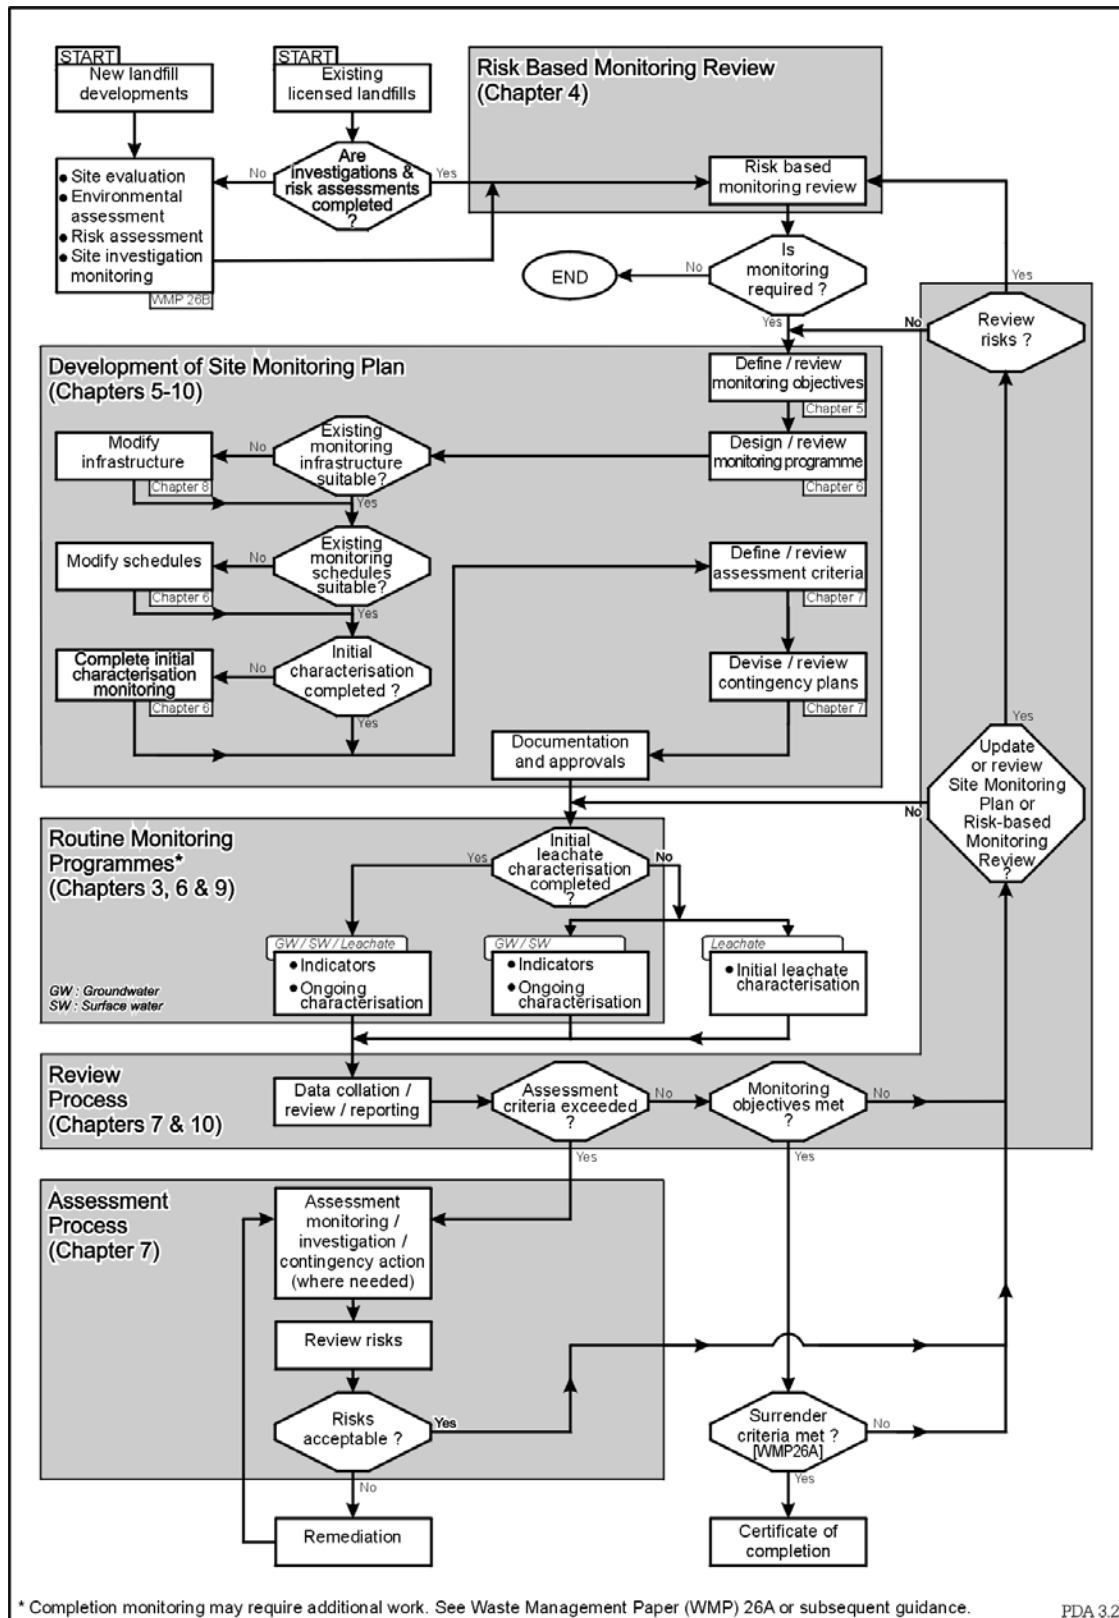 START
New landfill
developments
START
Existing
licensed landfills
Risk Based Monitoring Review
(Chapter 4)
Are
investigations &
risk assessments
completed
?
No
Yes
● Site evaluation
● Environmental
assessment
● Risk assessment
● Site investigation
monitoring
WMP 26B
Risk based
monitoring review
Is
monitoring
required ?
No
END
Yes
Yes
Review
risks ?
No
Development of Site Monitoring Plan
(Chapters 5-10)
Define / review
monitoring objectives
Chapter 5
Modify
infrastructure
Chapter 8
No
Existing
monitoring
infrastructure
suitable?
Yes
Design / review
monitoring programme
Chapter 6
Modify schedules
Chapter 6
No
Existing
monitoring
schedules
suitable?
Yes
Define / review
assessment criteria
Chapter 7
Complete initial
characterisation
monitoring
Chapter 6
No
Initial
characterisation
completed ?
Yes
Devise / review
contingency plans
Chapter 7
Documentation
and approvals
Yes
Update
or review
Site Monitoring
Plan or
Risk-based
Monitoring
Review
?
No
Routine Monitoring
Programmes*
(Chapters 3, 6 & 9)
Yes
Initial
leachate
characterisation
completed
?
No
GW / SW / Leachate
● Indicators
● Ongoing
characterisation
GW / SW
● Indicators
● Ongoing
characterisation
Leachate
● Initial leachate
characterisation
GW : Groundwater
SW : Surface water
Review
Process
(Chapters 7 & 10)
Data collation /
review / reporting
Assessment
criteria exceeded
?
No
Yes
Monitoring
objectives met
?
No
Yes
Assessment
Process
(Chapter 7)
Assessment
monitoring /
investigation /
contingency action
(where needed)
Review risks
Risks
acceptable ?
Yes
No
Remediation
Surrender
criteria met ?
[WMP26A]
No
Yes
Certificate of
completion
* Completion monitoring may require additional work. See Waste Management Paper (WMP) 26A or subsequent guidance.
PDA 3.2